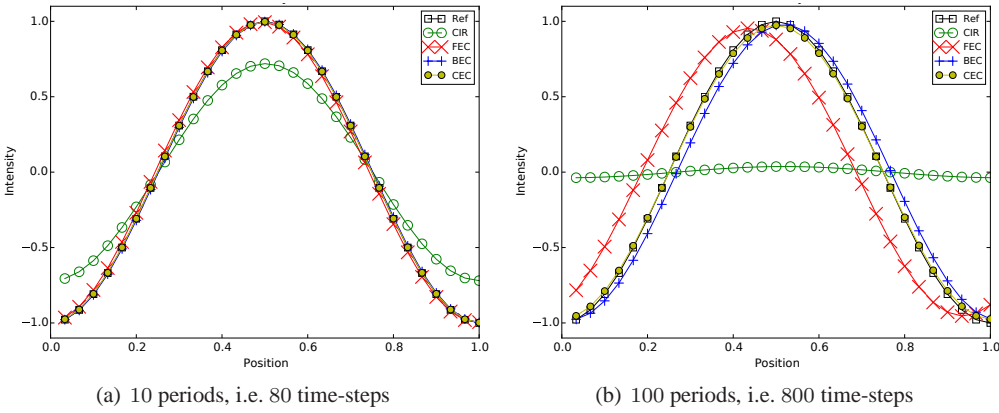 1.0
0.5
0.0
−0.5
−1.0
Intensity
0.0 0.2 0.4 0.6 0.8 1.0
Position
Ref
CIR
FEC
BEC
CEC
(a) 10 periods, i.e. 80 time-steps
1.0
0.5
0.0
−0.5
−1.0
Intensity
0.0 0.2 0.4 0.6 0.8 1.0
Position
Ref
CIR
FEC
BEC
CEC
(b) 100 periods, i.e. 800 time-steps